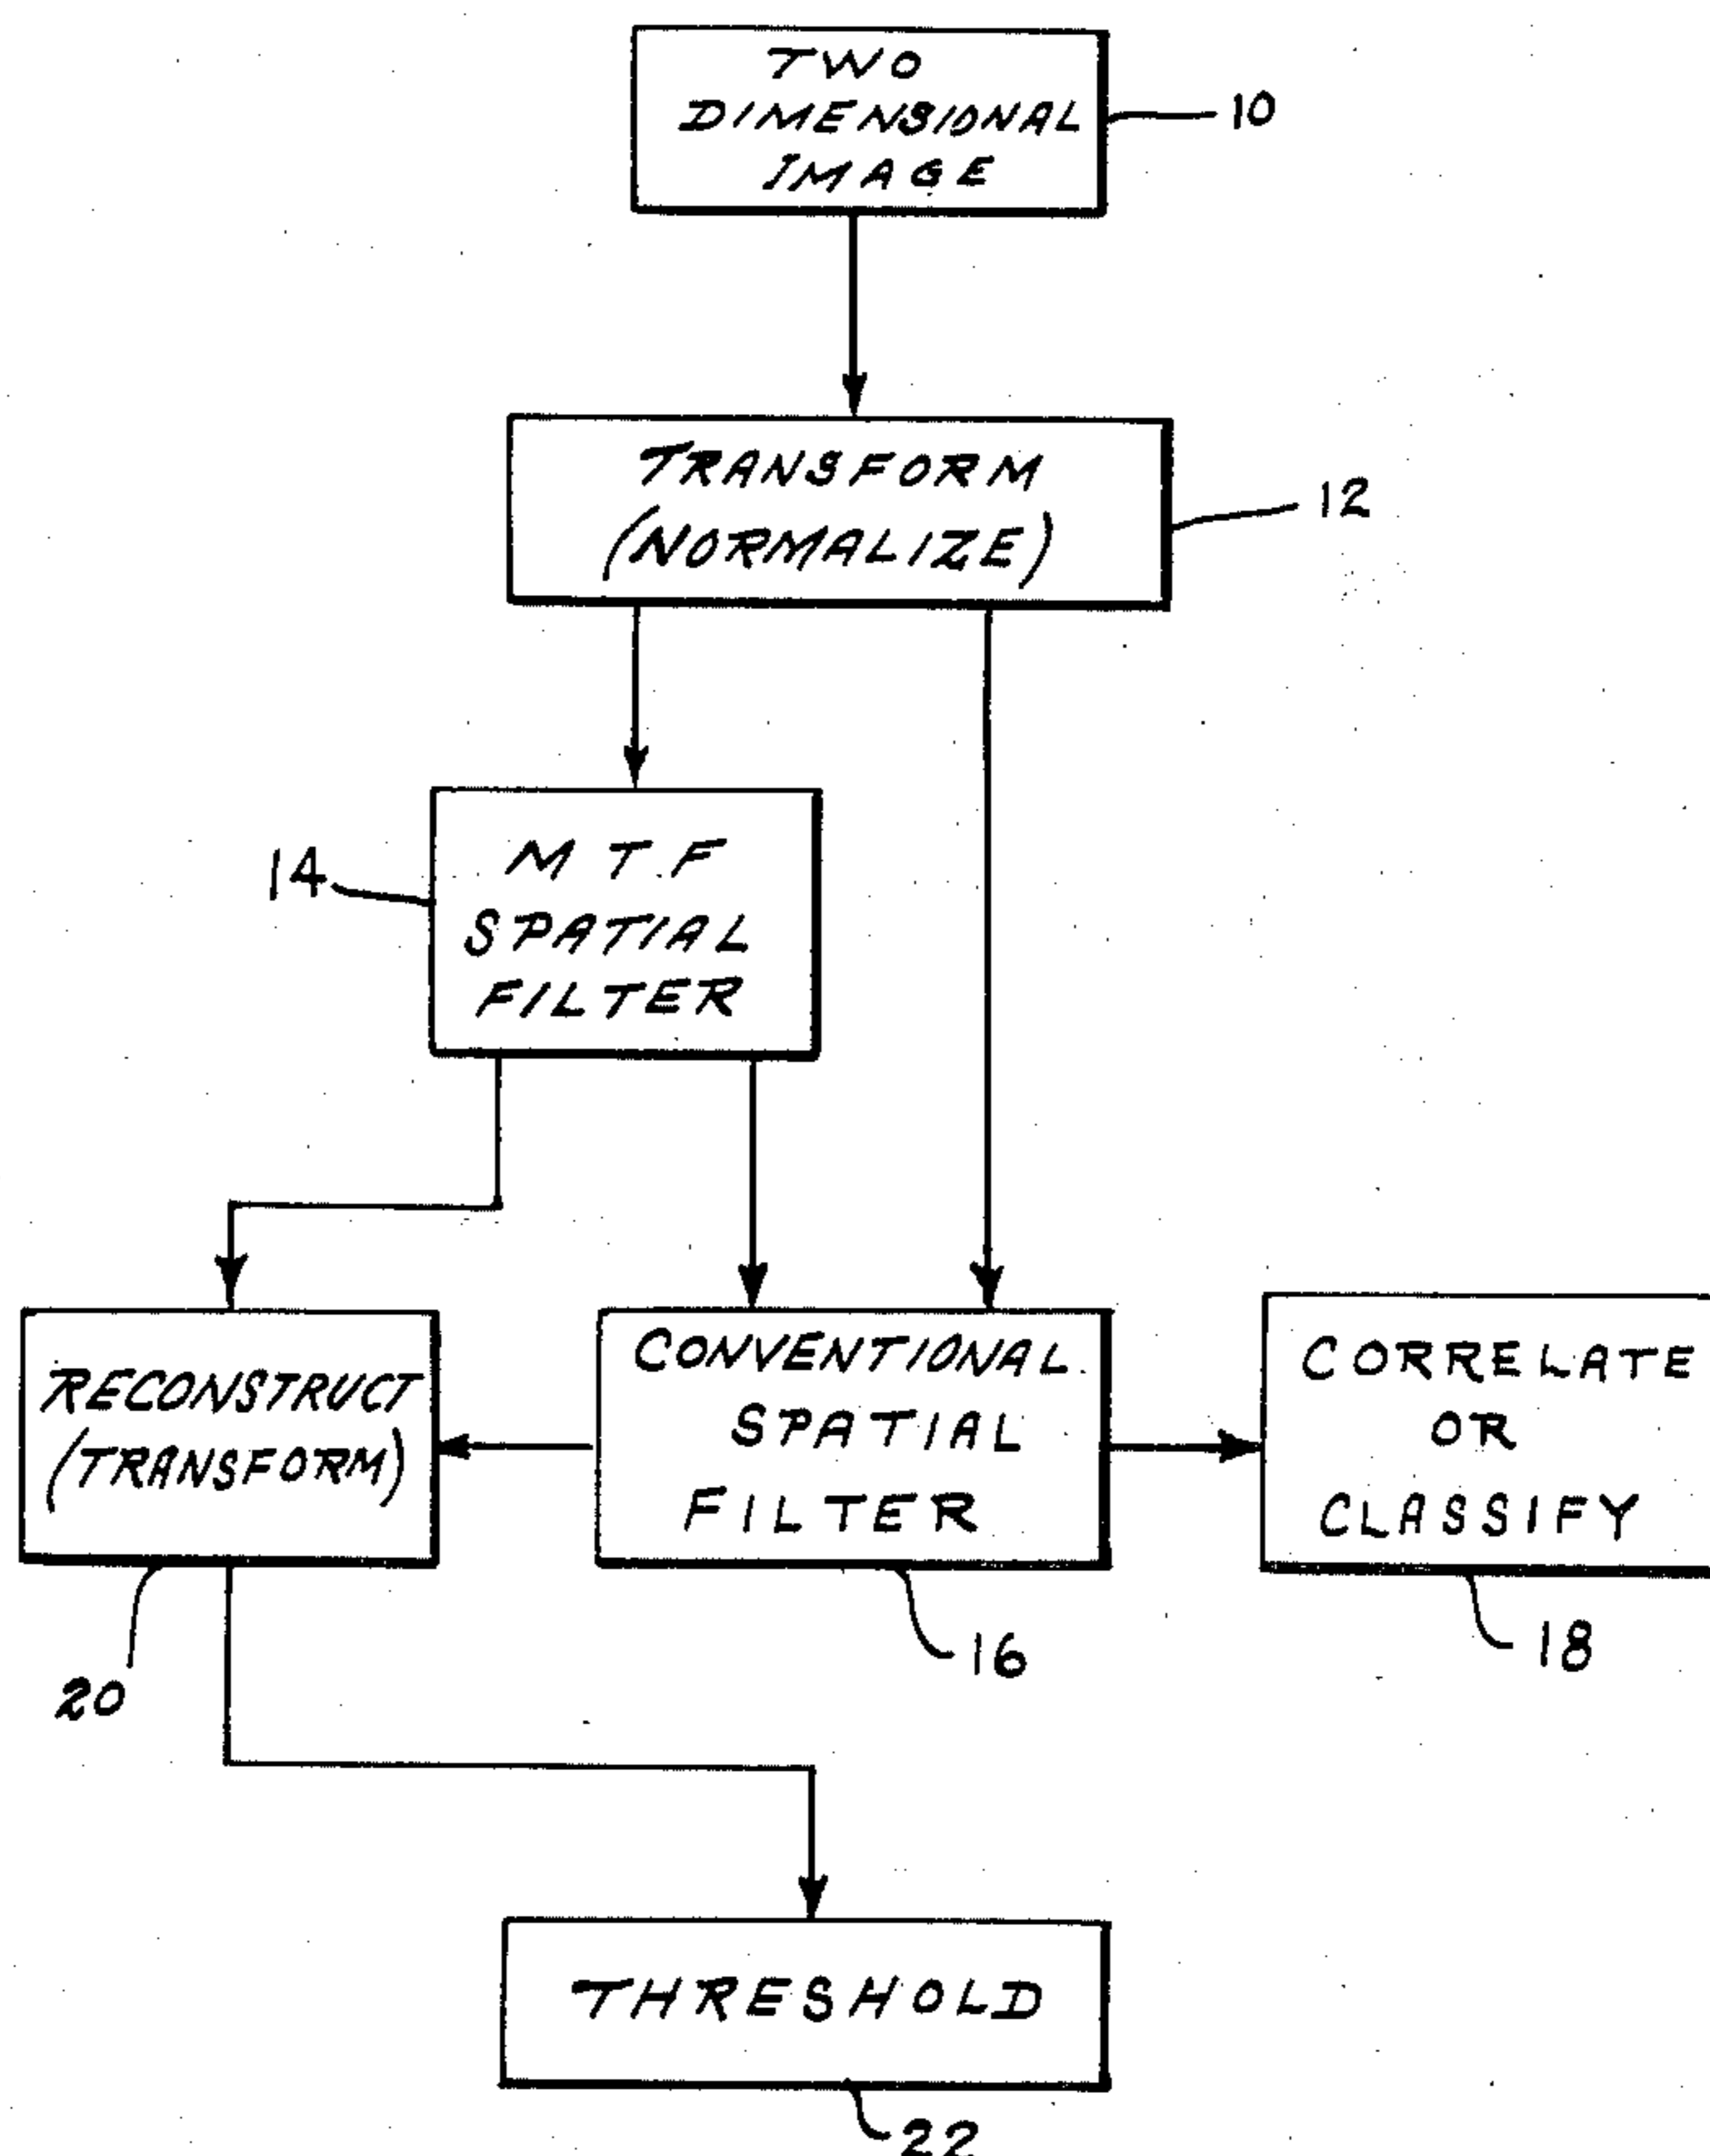 TWO
DIMENSIONAL
IMAGE
10
TRANSFORM
(NORMALIZE)
12
M T.F
SPATIAL
FILTER
14
RECONSTRUCT
(TRANSFORM)
20
CONVENTIONAL
SPATIAL
FILTER
16
CORRELATE
OR
CLASSIFY
18
THRESHOLD
22